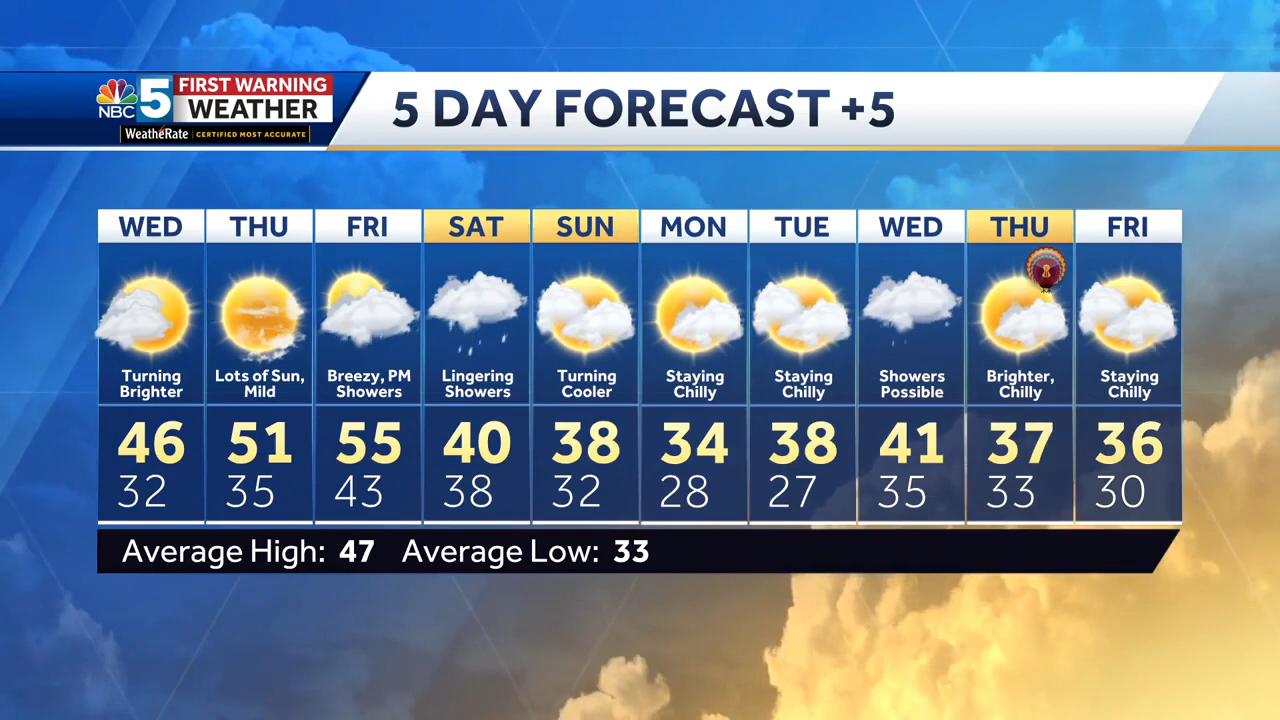 FIRST WARNING
NBC 5 WEATHER
WeatheRate CERTIFIED MOST ACCURATE
5 DAY FORECAST +5
WED THU FRI SAT SUN MON TUE WED THU FRI
Turning Lots of Sun, Breezy, PM Lingering Turning Staying Staying Showers Brighter, Staying
Brighter Mild Showers Showers Cooler Chilly Chilly Possible Chilly Chilly
46 51 55 40 38 34 38 41 37 36
32 35 43 38 32 28 27 35 33 30
Average High: 47 Average Low: 33